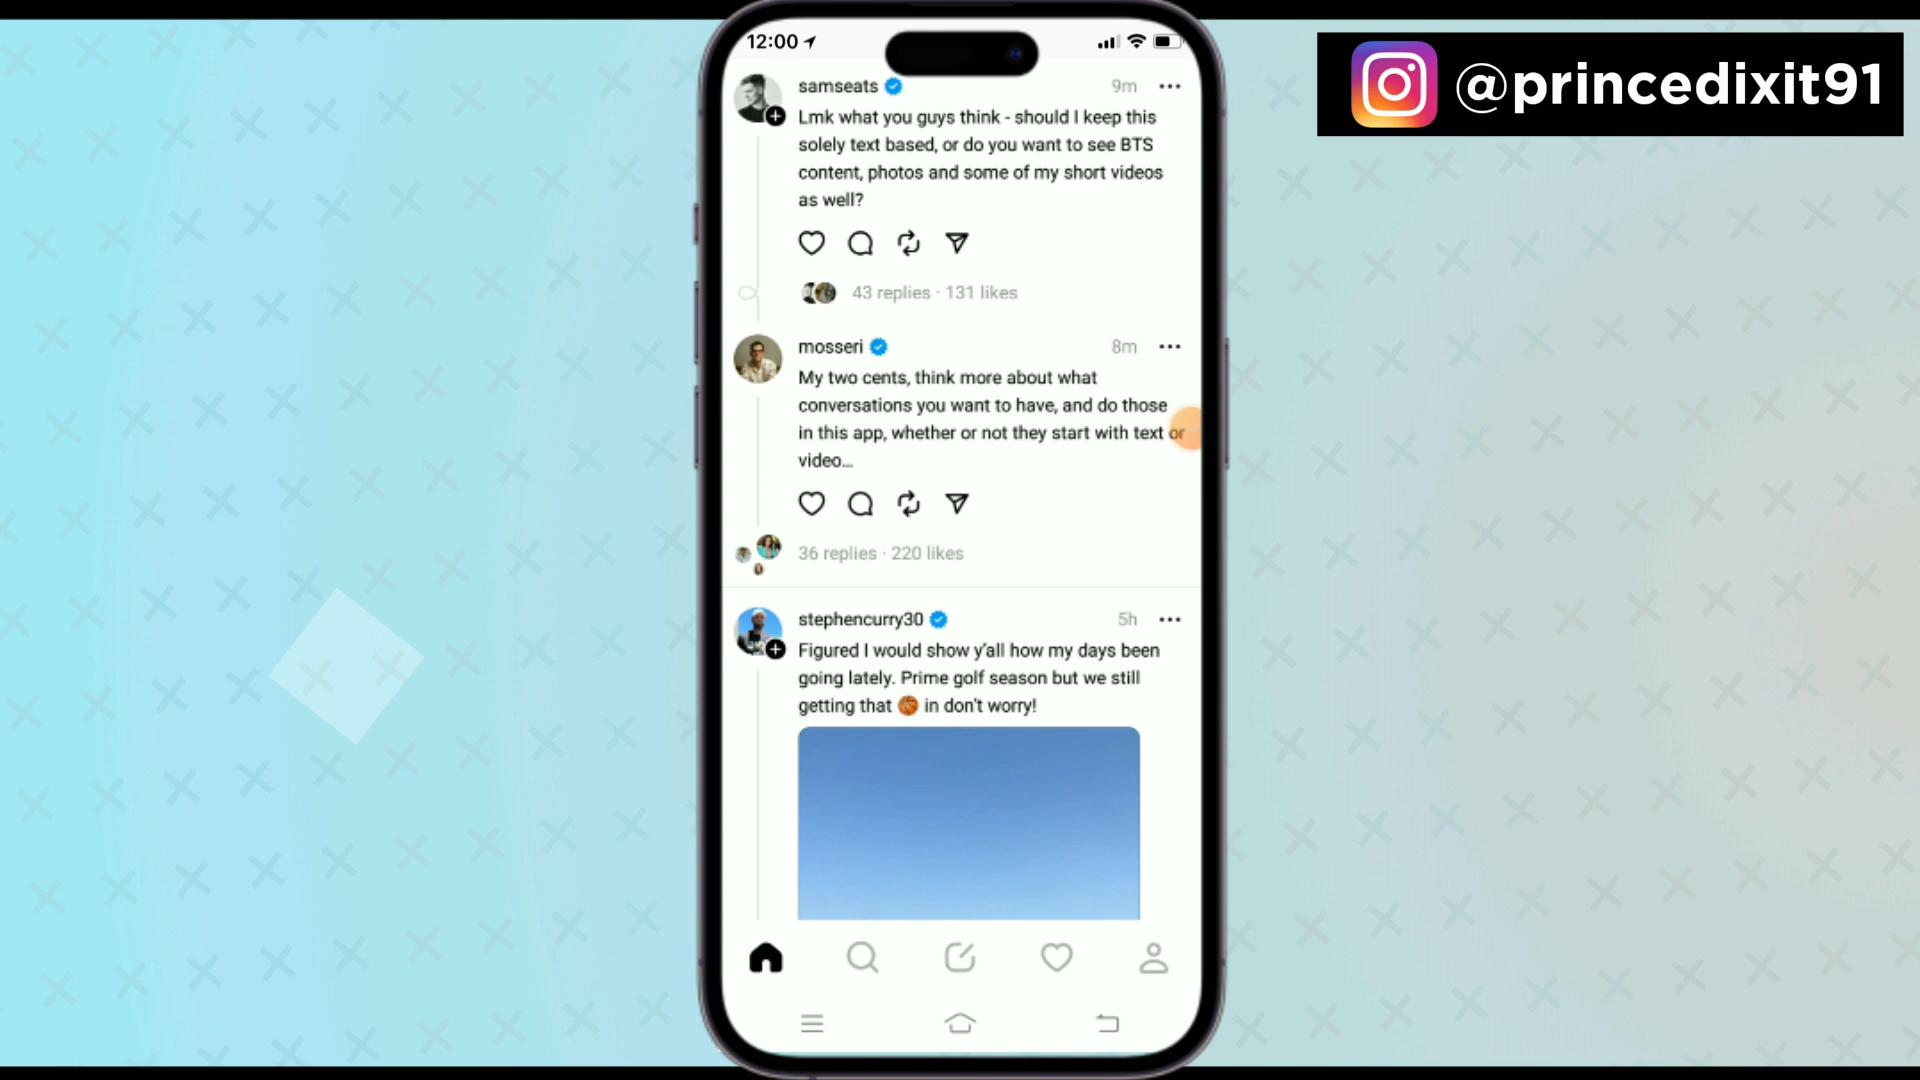 12:00
@princedixit91
samseats
9m
Lmk what you guys think - should I keep this
solely text based, or do you want to see BTS
content, photos and some of my short videos
as well?
43 replies · 131 likes
mosseri
8m
My two cents, think more about what
conversations you want to have, and do those
in this app, whether or not they start with text or
video...
36 replies · 220 likes
stephencurry30
5h
Figured I would show y'all how my days been
going lately. Prime golf season but we still
getting that 🏀 in don't worry!